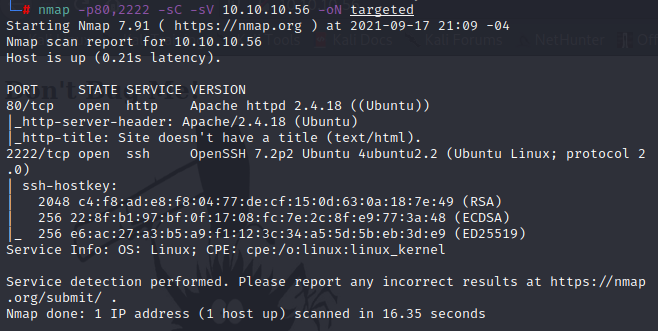 └─# nmap -p80,2222 -sC -sV 10.10.10.56 -oN targeted
Starting Nmap 7.91 ( https://nmap.org ) at 2021-09-17 21:09 -04
Nmap scan report for 10.10.10.56
Host is up (0.21s latency).

PORT     STATE SERVICE VERSION
80/tcp   open  http    Apache httpd 2.4.18 ((Ubuntu))
|_http-server-header: Apache/2.4.18 (Ubuntu)
|_http-title: Site doesn't have a title (text/html).
2222/tcp open  ssh     OpenSSH 7.2p2 Ubuntu 4ubuntu2.2 (Ubuntu Linux; protocol 2
.0)
| ssh-hostkey:
|   2048 c4:f8:ad:e8:f8:04:77:de:cf:15:0d:63:0a:18:7e:49 (RSA)
|   256 22:8f:b1:97:bf:0f:17:08:fc:7e:2c:8f:e9:77:3a:48 (ECDSA)
|_  256 e6:ac:27:a3:b5:a9:f1:12:3c:34:a5:5d:5b:eb:3d:e9 (ED25519)
Service Info: OS: Linux; CPE: cpe:/o:linux:linux_kernel

Service detection performed. Please report any incorrect results at https://nmap
.org/submit/ .
Nmap done: 1 IP address (1 host up) scanned in 16.35 seconds